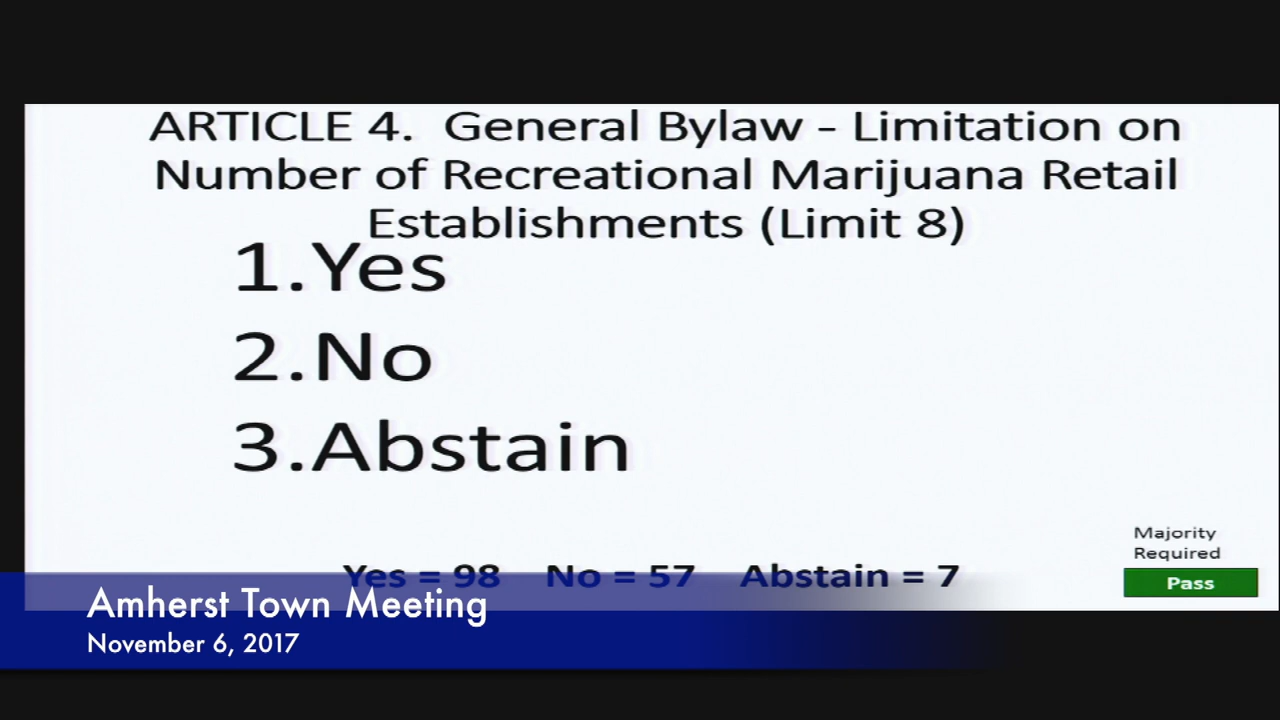 ARTICLE 4.  General Bylaw - Limitation on
Number of Recreational Marijuana Retail
Establishments (Limit 8)
1.Yes
2.No
3.Abstain
Majority
Required
Pass
Yes = 98    No = 57    Abstain = 7
Amherst Town Meeting
November 6, 2017